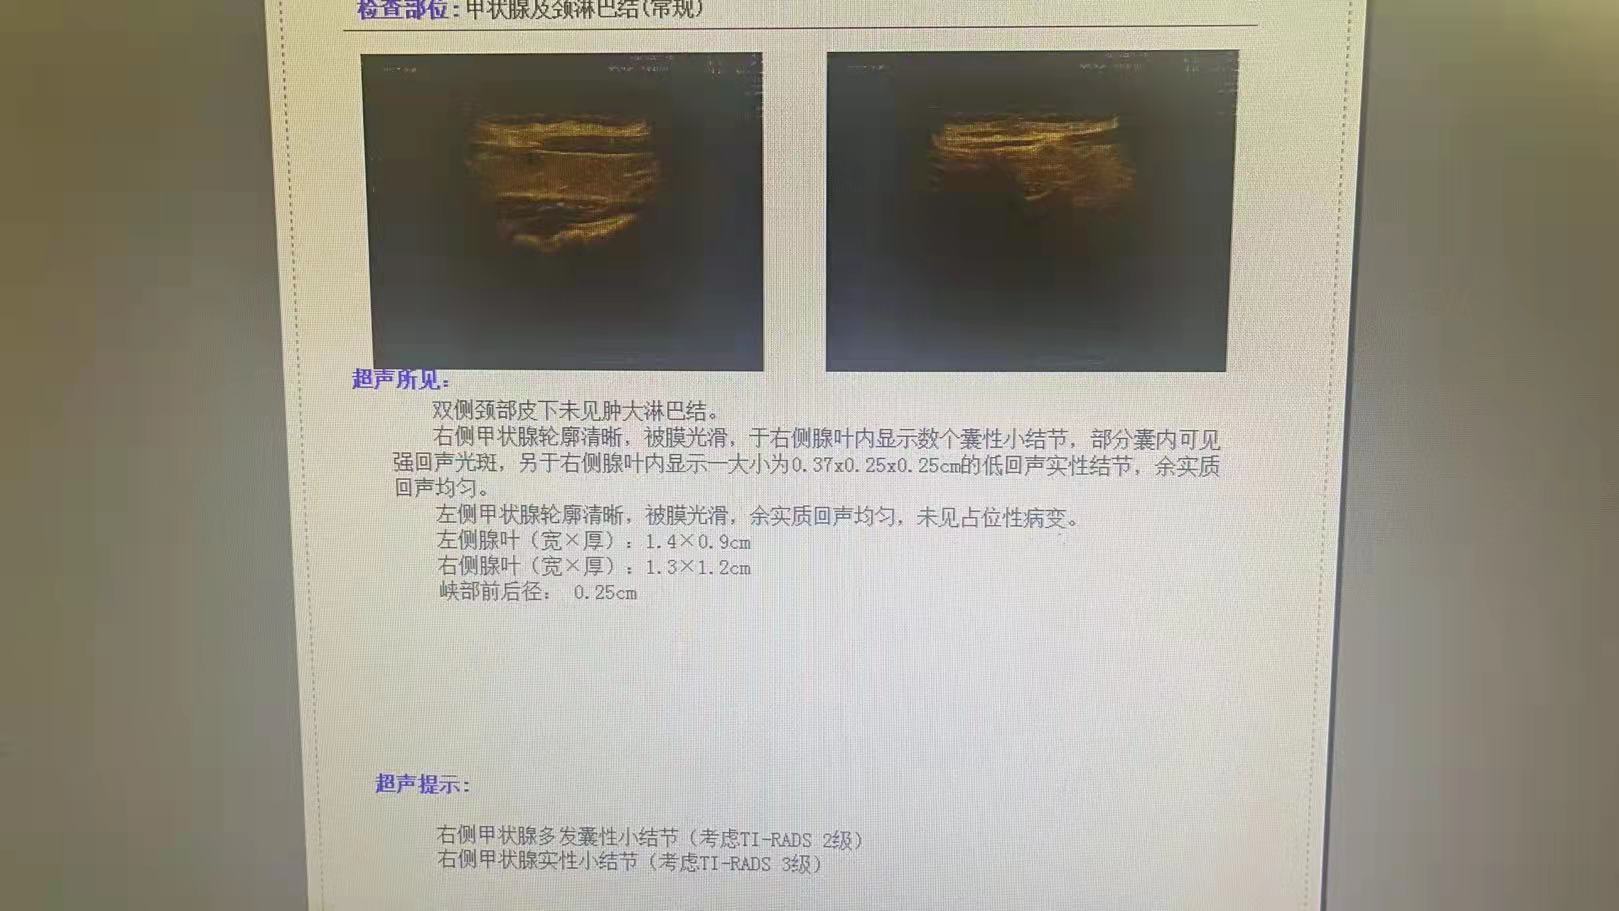 检查部位:甲状腺及颈淋巴结(常规)
超声所见:
双侧颈部皮下未见肿大淋巴结。
右侧甲状腺轮廓清晰，被膜光滑，于右侧腺叶内显示数个囊性小结节，部分囊内可见
强回声光斑，另于右侧腺叶内显示一大小为0.37x0.25x0.25cm的低回声实性结节，余实质
回声均匀。
左侧甲状腺轮廓清晰，被膜光滑，余实质回声均匀，未见占位性病变。
左侧腺叶（宽×厚）：1.4×0.9cm
右侧腺叶（宽×厚）：1.3×1.2cm
峡部前后径： 0.25cm
超声提示:
右侧甲状腺多发囊性小结节（考虑TI-RADS 2级）
右侧甲状腺实性小结节（考虑TI-RADS 3级）